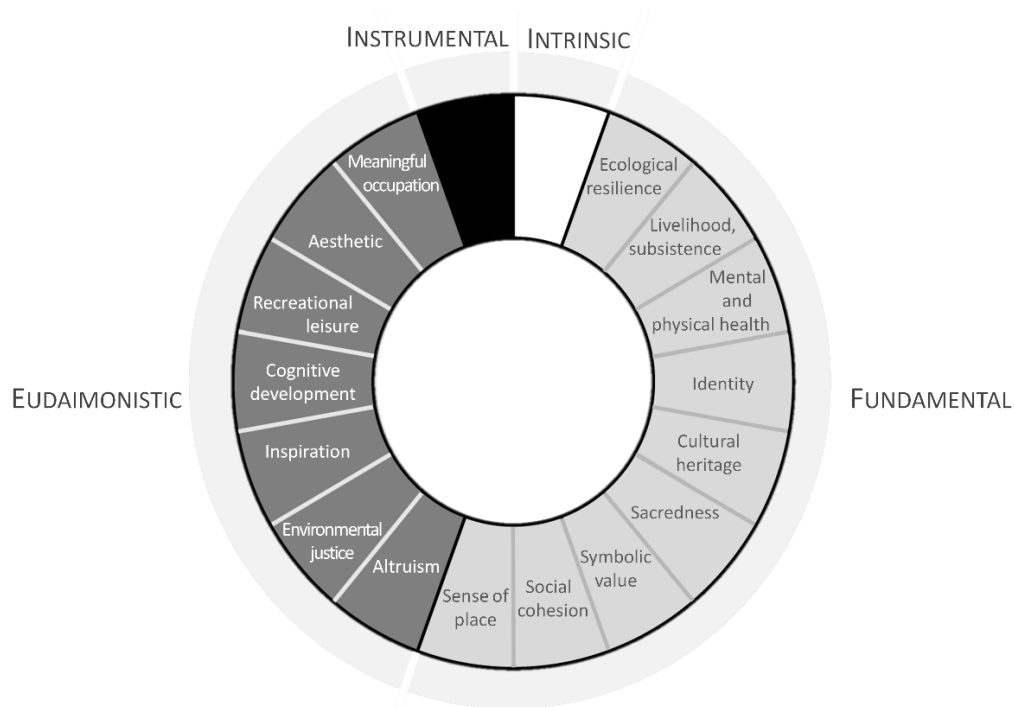 INSTRUMENTAL
INTRINSIC
Meaningful
occupation
Aesthetic
Recreational
leisure
Cognitive
development
Inspiration
Environmental
justice
Altruism
EUDAIMONISTIC
Ecological
resilience
Livelihood,
subsistence
Mental
and
physical health
Identity
Cultural
heritage
Sacredness
Symbolic
value
Social
cohesion
Sense of
place
FUNDAMENTAL